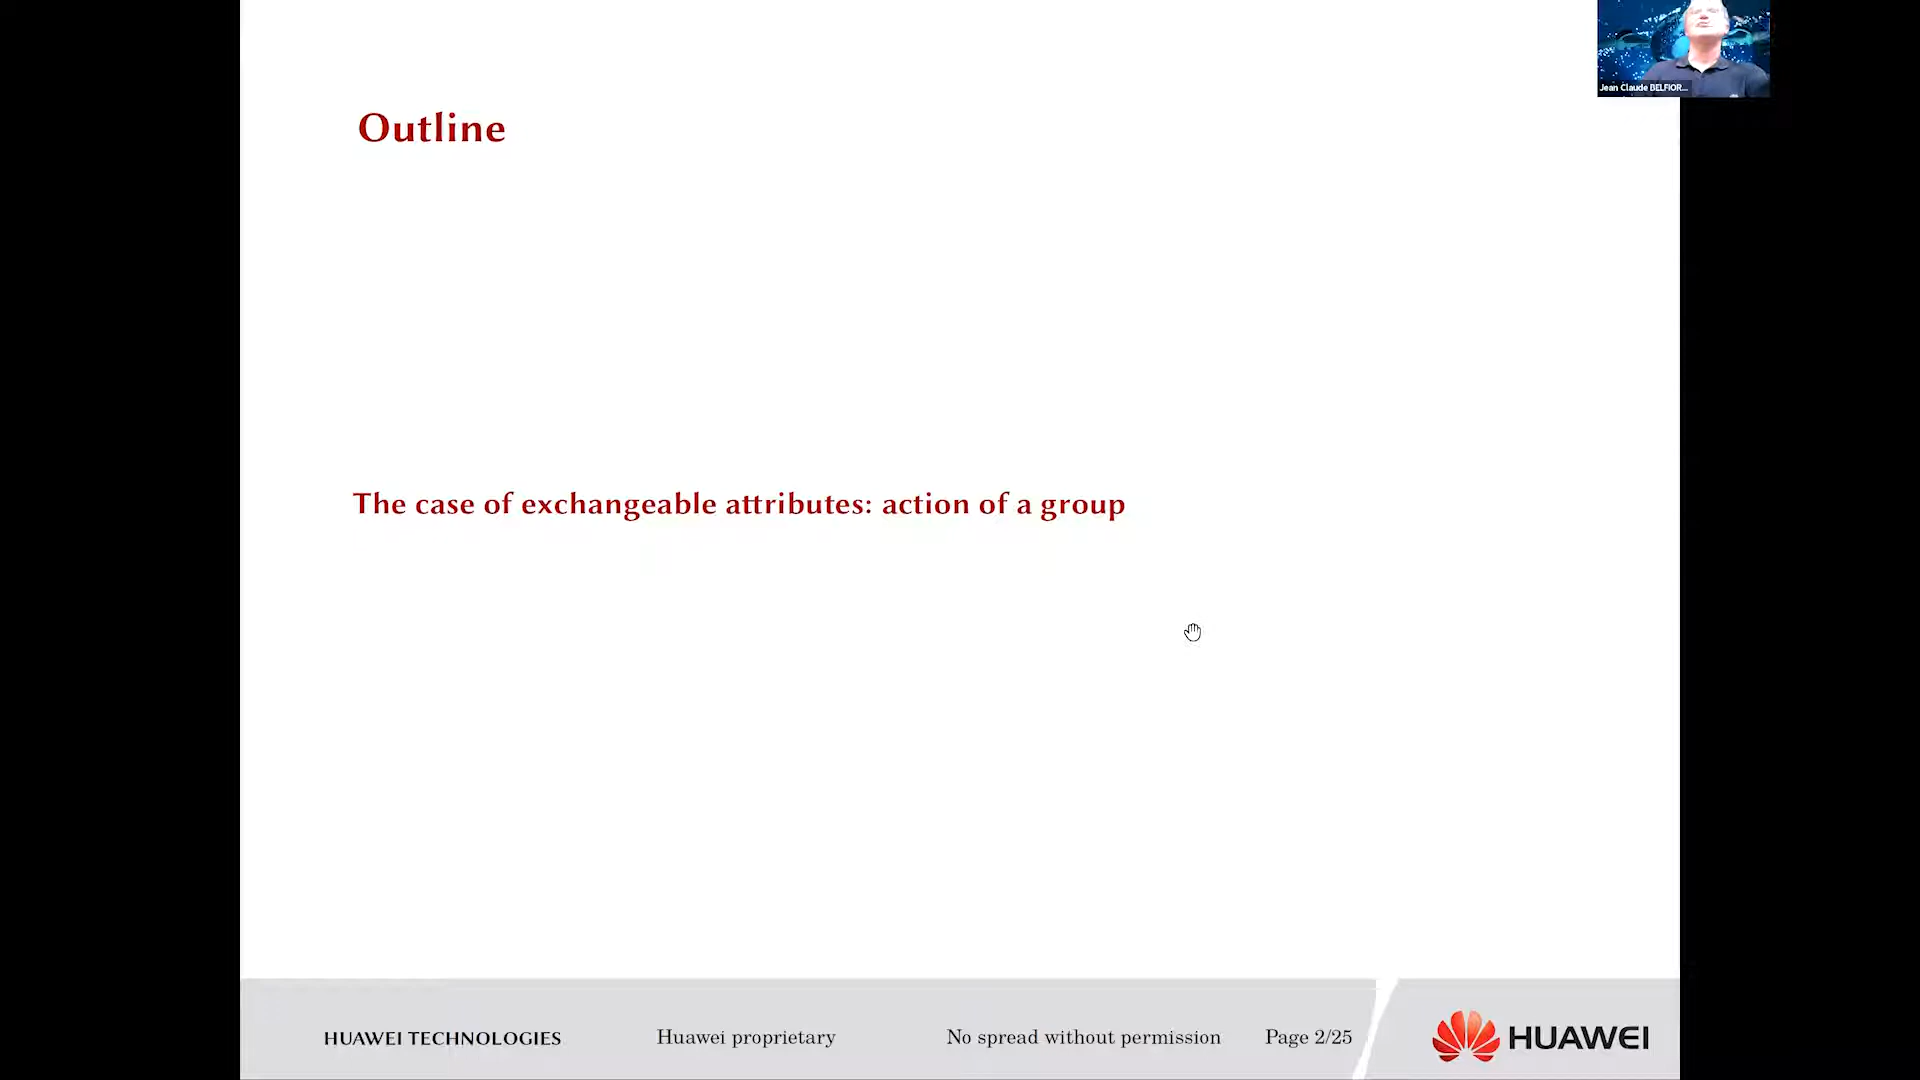 Jean Claude BELFIOR...
Outline
The case of exchangeable attributes: action of a group
HUAWEI TECHNOLOGIES Huawei proprietary No spread without permission Page 2/25 HUAWEI